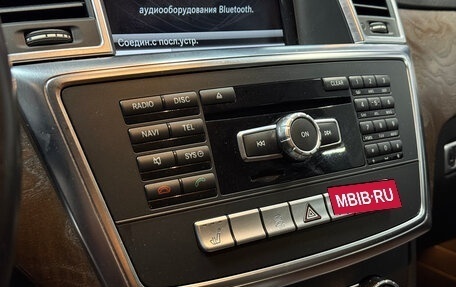 аудиооборудования Bluetooth.
Соедин.с посл.устр.
RADIO DISC
CLEAR
NAVI TEL
SYS
ON
MBIB-RU